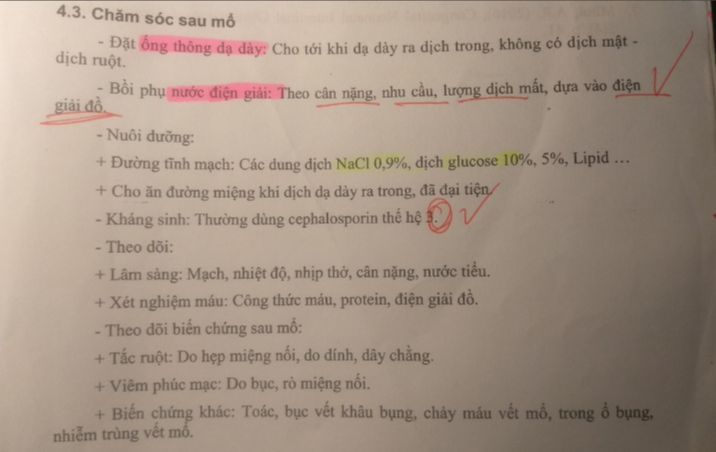 4.3. Chăm sóc sau mổ
- Đặt ống thông dạ dày: Cho tới khi dạ dày ra dịch trong, không có dịch mật -
dịch ruột.
- Bồi phụ nước điện giải: Theo cân nặng, nhu cầu, lượng dịch mất, dựa vào điện
giải đồ.
- Nuôi dưỡng:
+ Đường tĩnh mạch: Các dung dịch NaCl 0,9%, dịch glucose 10%, 5%, Lipid ...
+ Cho ăn đường miệng khi dịch dạ dày ra trong, đã đại tiện.
- Kháng sinh: Thường dùng cephalosporin thế hệ 3.
- Theo dõi:
+ Lâm sàng: Mạch, nhiệt độ, nhịp thở, cân nặng, nước tiểu.
+ Xét nghiệm máu: Công thức máu, protein, điện giải đồ.
- Theo dõi biến chứng sau mổ:
+ Tắc ruột: Do hẹp miệng nối, do dính, dây chằng.
+ Viêm phúc mạc: Do bục, rò miệng nối.
+ Biến chứng khác: Toác, bục vết khâu bụng, chảy máu vết mổ, trong ổ bụng,
nhiễm trùng vết mổ.